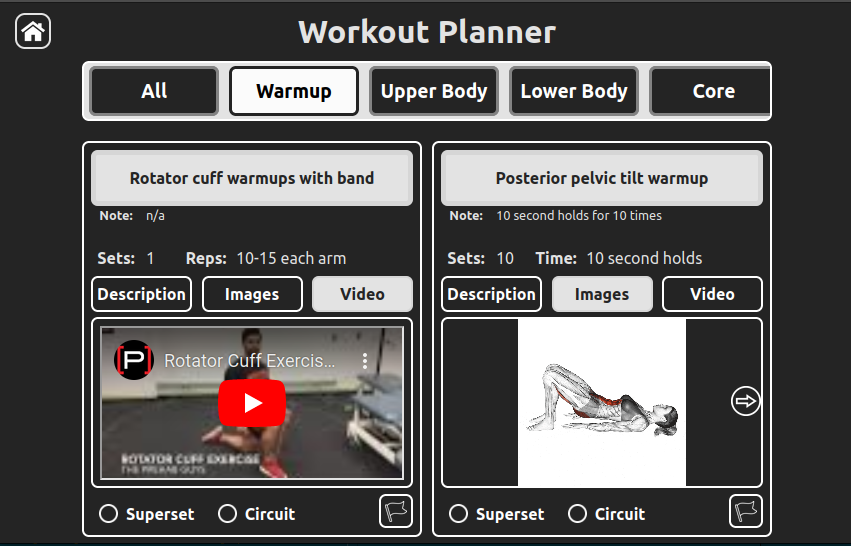 Workout Planner
All
Warmup
Upper Body
Lower Body
Core
Rotator cuff warmups with band
Note: n/a
Sets: 1 Reps: 10-15 each arm
Description
Images
Video
P
Rotator Cuff Exercis...
ROTATOR CUFF EXERCISE
THE PREHAB GUYS
Superset
Circuit
Posterior pelvic tilt warmup
Note: 10 second holds for 10 times
Sets: 10 Time: 10 second holds
Description
Images
Video
Superset
Circuit